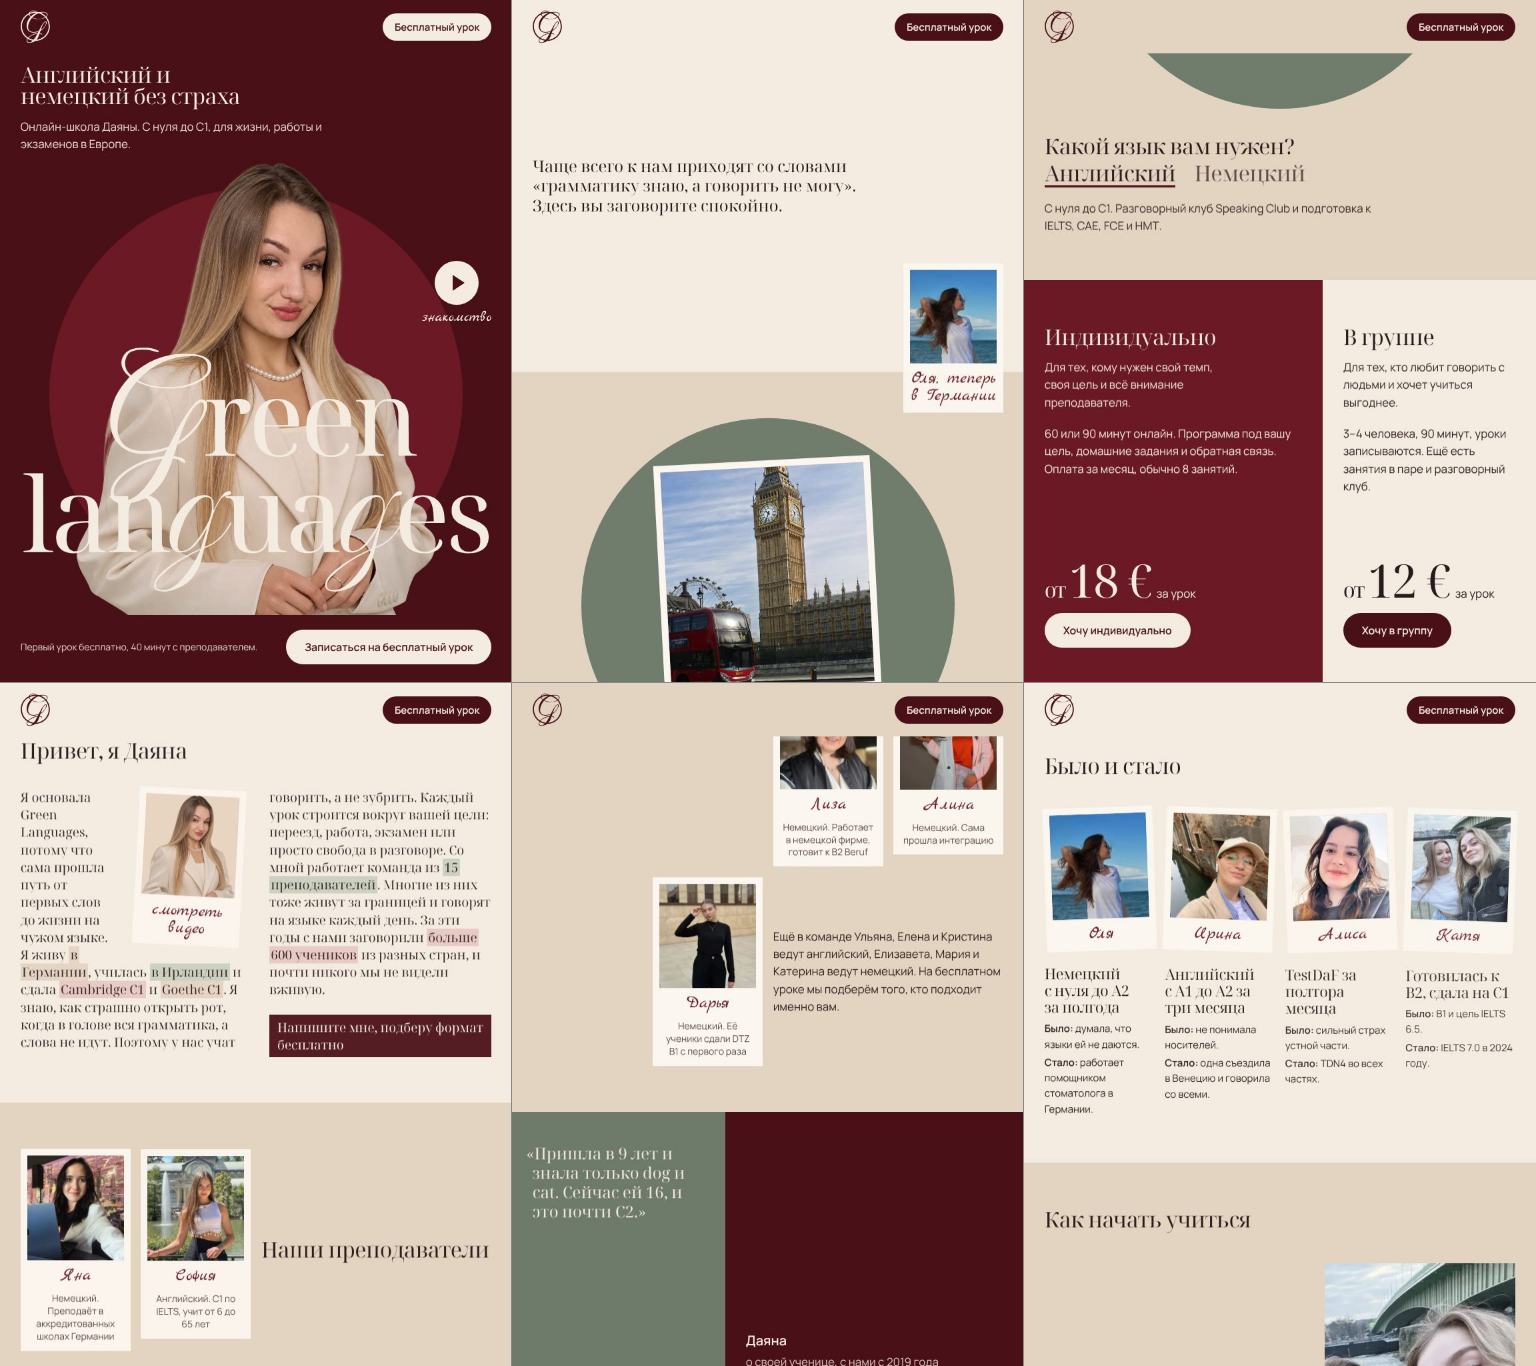 Бесплатный урок
Английский и
немецкий без страха
Онлайн-школа Даяны. С нуля до C1, для жизни, работы и
экзаменов в Европе.
знакомство
Green
languages
Первый урок бесплатно, 40 минут с преподавателем.
Записаться на бесплатный урок
Бесплатный урок
Чаще всего к нам приходят со словами
«грамматику знаю, а говорить не могу».
Здесь вы заговорите спокойно.
Оля, теперь
в Германии
Бесплатный урок
Какой язык вам нужен?
Английский Немецкий
С нуля до C1. Разговорный клуб Speaking Club и подготовка к
IELTS, CAE, FCE и НМТ.
Индивидуально
Для тех, кому нужен свой темп,
своя цель и всё внимание
преподавателя.
60 или 90 минут онлайн. Программа под вашу
цель, домашние задания и обратная связь.
Оплата за месяц, обычно 8 занятий.
от 18 € за урок
Хочу индивидуально
В группе
Для тех, кто любит говорить с
людьми и хочет учиться
выгоднее.
3–4 человека, 90 минут, уроки
записываются. Ещё есть
занятия в паре и разговорный
клуб.
от 12 € за урок
Хочу в группу
Бесплатный урок
Привет, я Даяна
Я основала
Green
Languages,
потому что
сама прошла
путь от
первых слов
до жизни на
чужом языке.
Я живу в
Германии, училась в Ирландии и
сдала Cambridge C1 и Goethe C1. Я
знаю, как страшно открыть рот,
когда в голове вся грамматика, а
слова не идут. Поэтому у нас учат
смотреть
видео
говорить, а не зубрить. Каждый
урок строится вокруг вашей цели:
переезд, работа, экзамен или
просто свобода в разговоре. Со
мной работает команда из 15
преподавателей. Многие из них
тоже живут за границей и говорят
на языке каждый день. За эти
годы с нами заговорили больше
600 учеников из разных стран, и
почти никого мы не видели
вживую.
Напишите мне, подберу формат
бесплатно
Яна
Немецкий.
Преподаёт в
аккредитованных
школах Германии
София
Английский. C1 по
IELTS, учит от 6 до
65 лет
Наши преподаватели
Бесплатный урок
Лиза
Немецкий. Работает
в немецкой фирме,
готовит к B2 Beruf
Алина
Немецкий. Сама
прошла интеграцию
Дарья
Немецкий. Её
ученики сдали DTZ
B1 с первого раза
Ещё в команде Ульяна, Елена и Кристина
ведут английский, Елизавета, Мария и
Катерина ведут немецкий. На бесплатном
уроке мы подберём того, кто подходит
именно вам.
«Пришла в 9 лет и
знала только dog и
cat. Сейчас ей 16, и
это почти C2.»
Даяна
о своей ученице, с нами с 2019 года
Бесплатный урок
Было и стало
Оля
Немецкий
с нуля до A2
за полгода
Было: думала, что
языки ей не даются.
Стало: работает
помощником
стоматолога в
Германии.
Ирина
Английский
с A1 до A2 за
три месяца
Было: не понимала
носителей.
Стало: одна съездила
в Венецию и говорила
со всеми.
Алиса
TestDaF за
полтора
месяца
Было: сильный страх
устной части.
Стало: TDN4 во всех
частях.
Катя
Готовилась к
B2, сдала на C1
Было: B1 и цель IELTS
6.5.
Стало: IELTS 7.0 в 2024
году.
Как начать учиться